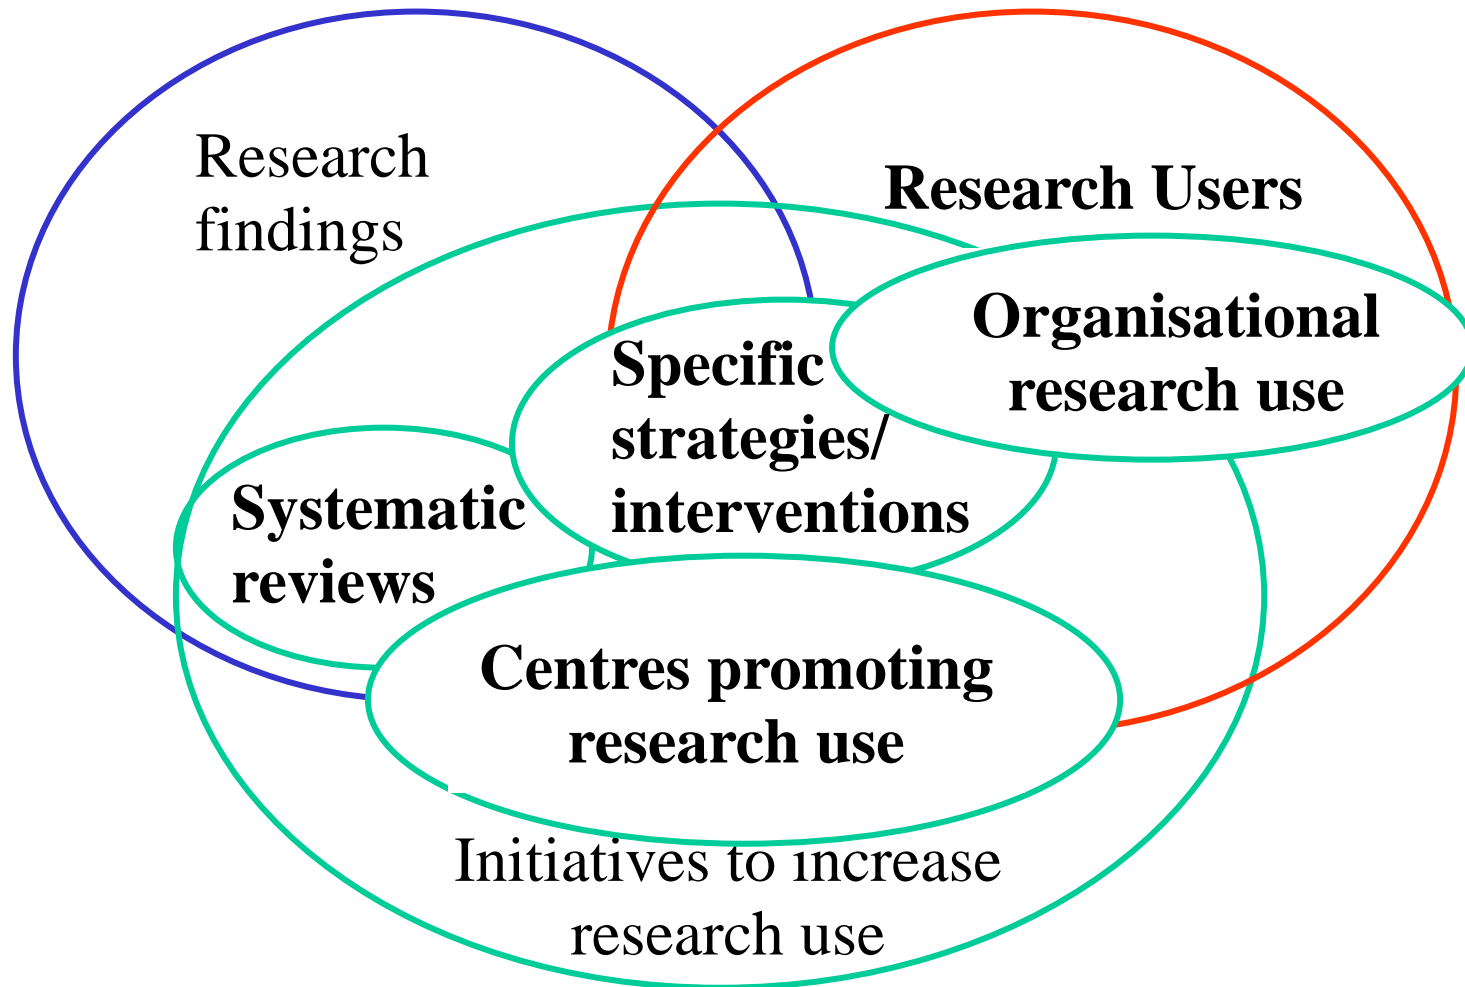 Research
findings
Research Users
Organisational
research use
Specific
strategies/
interventions
Systematic
reviews
Centres promoting
research use
Initiatives to increase
research use